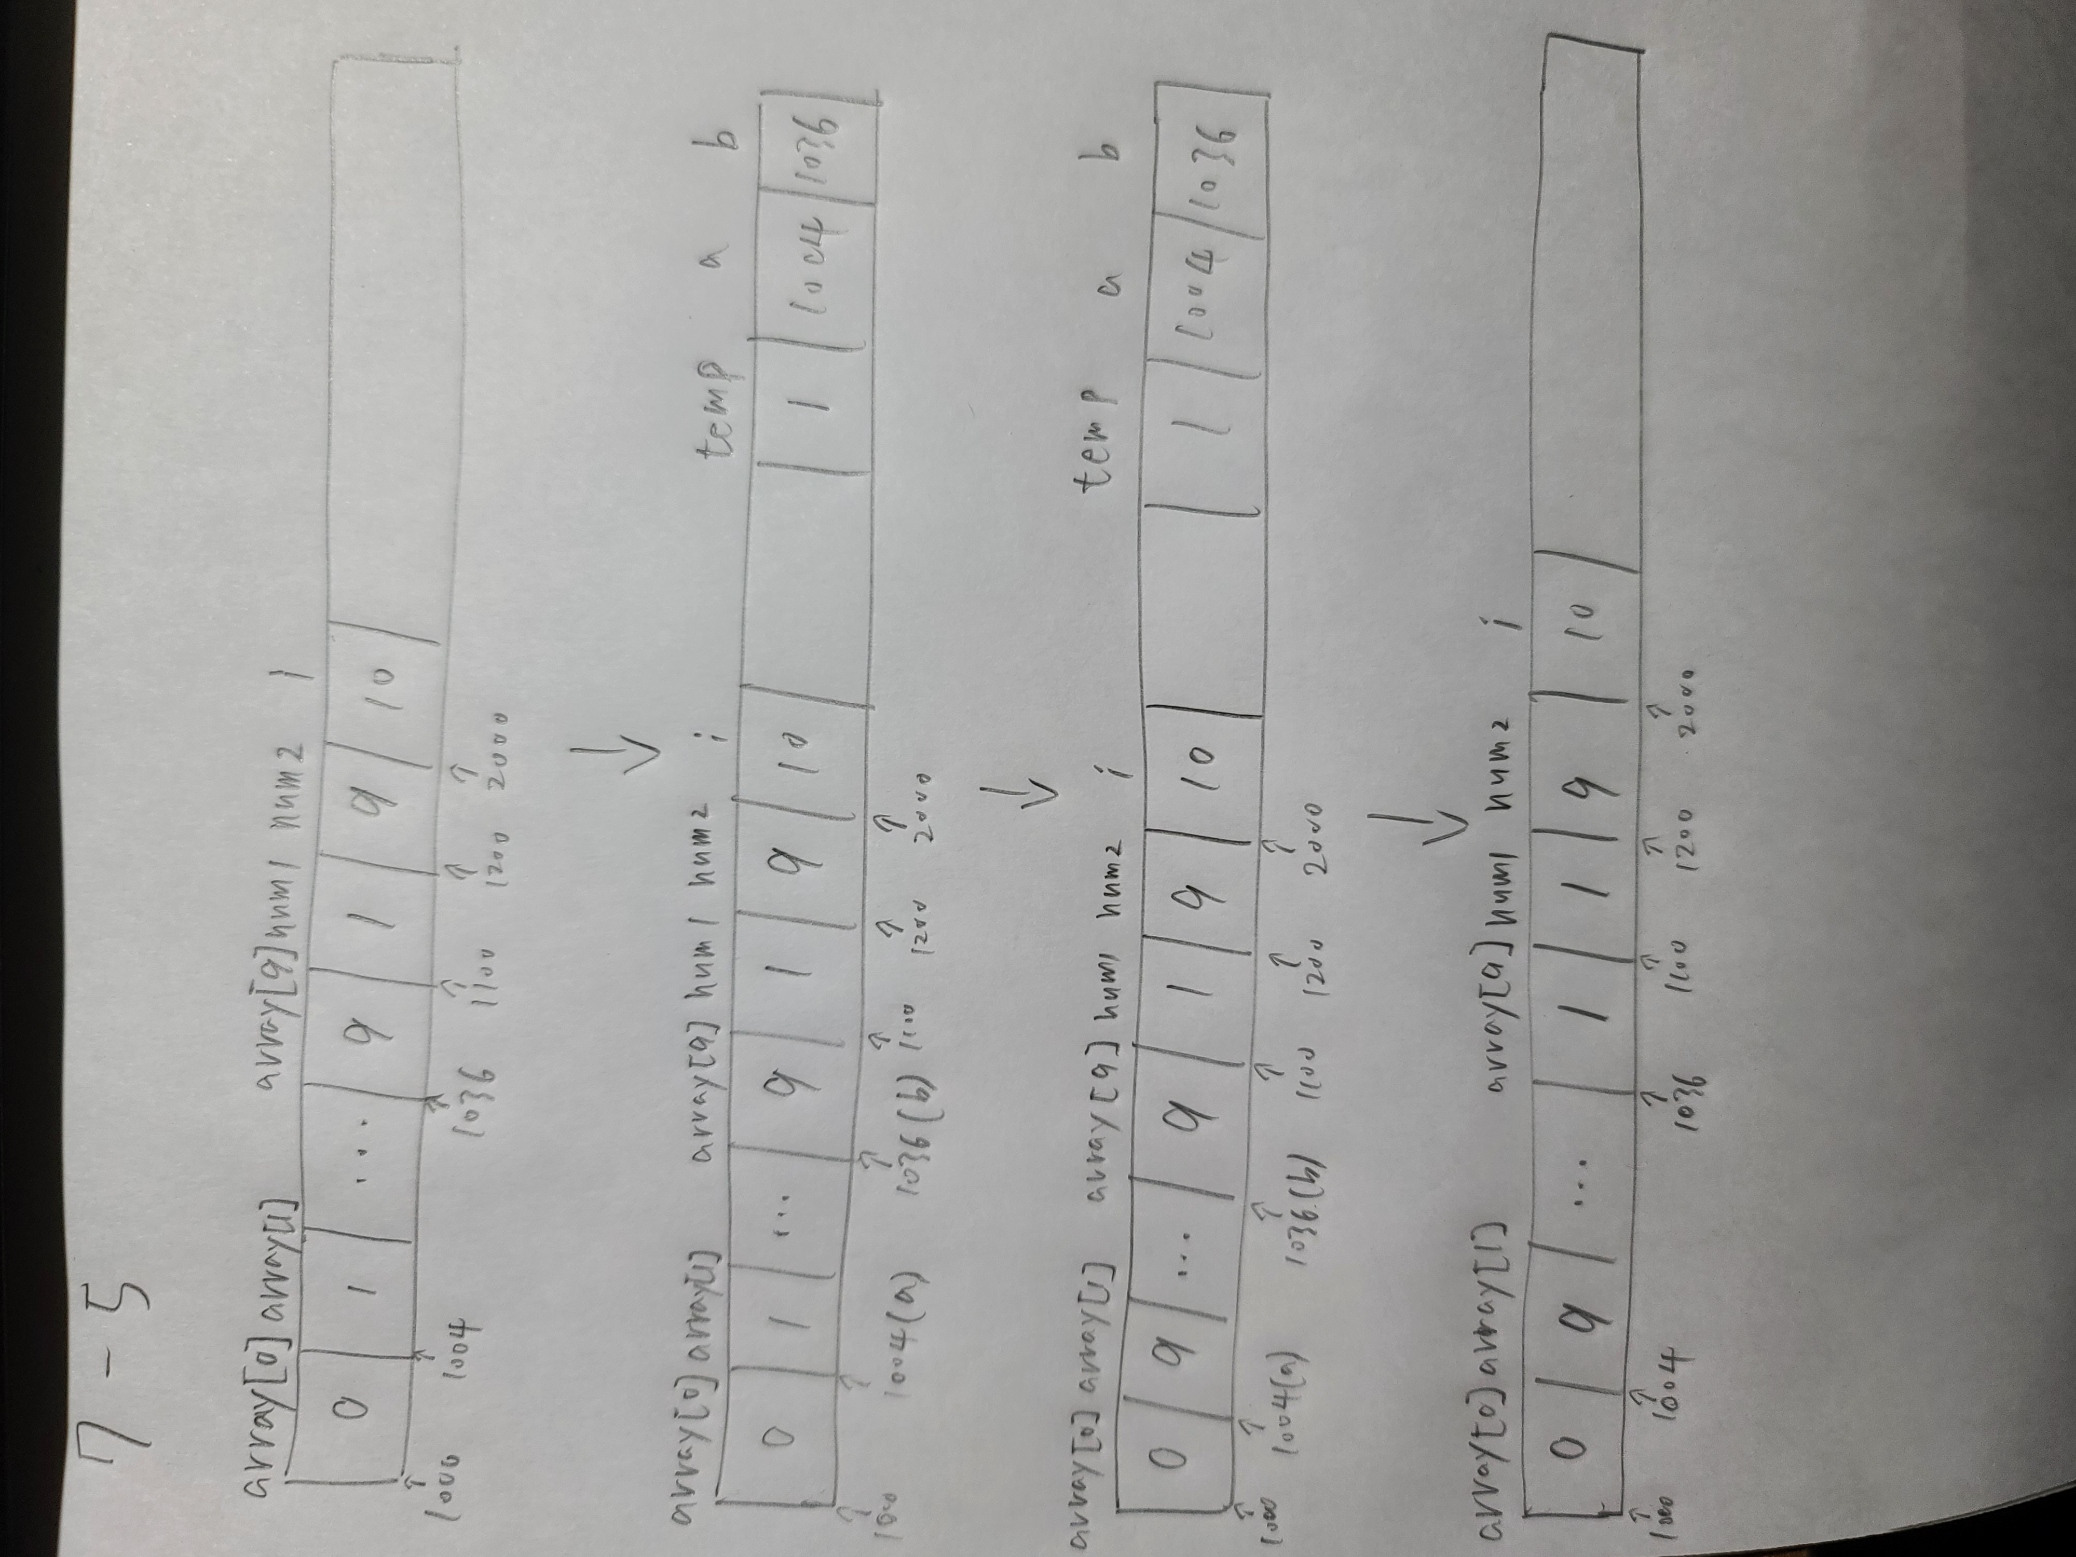 7-5
array[0] array[1] array[9] num1 num2 i
0 1 ... 9 1 9 10
1000 1004 1036 1100 1200 2000
array[0] array[1] array[9] num1 num2 i temp a b
0 1 ... 9 1 9 10 1 1004 1036
1000 1004(a) 1036(b) 1100 1200 2000
array[0] array[1] array[9] num1 num2 i temp a b
0 9 ... 9 1 9 10 1 1004 1036
1000 1004(a) 1036(b) 1100 1200 2000
array[0] array[1] array[9] num1 num2 i
0 9 ... 1 1 9 10
1000 1004 1036 1100 1200 2000